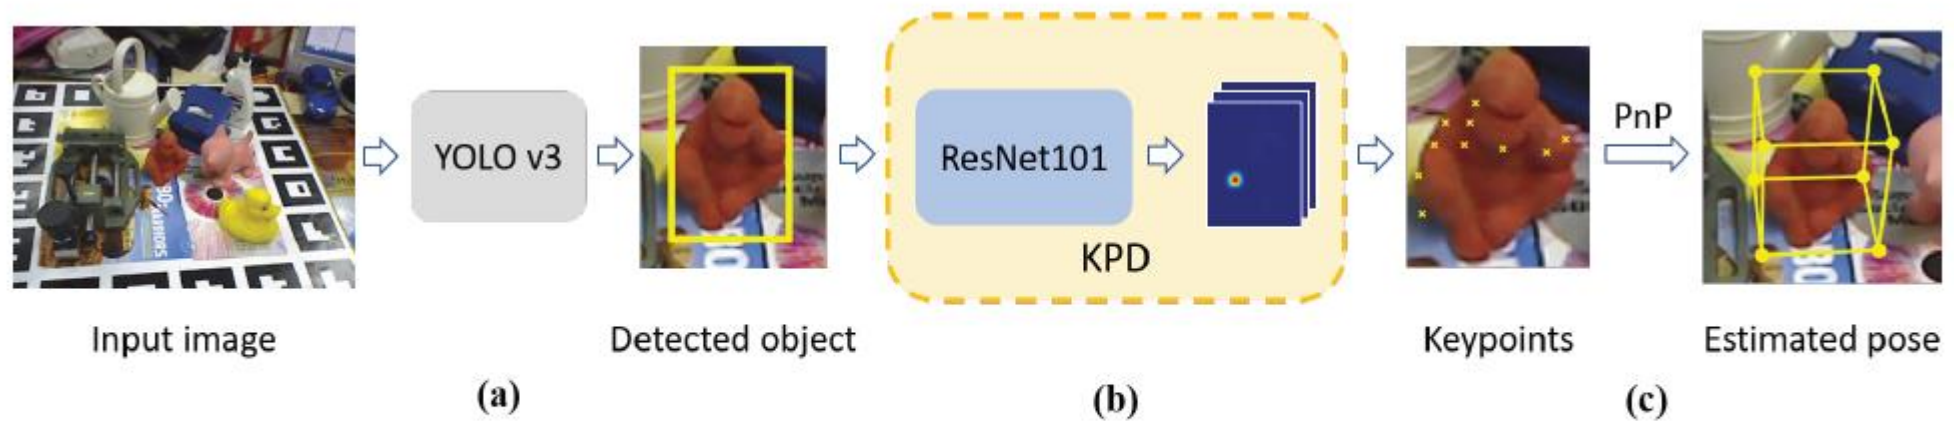 YOLO v3
ResNet101
KPD
PnP
Input image
Detected object
Keypoints
Estimated pose
(a)
(b)
(c)